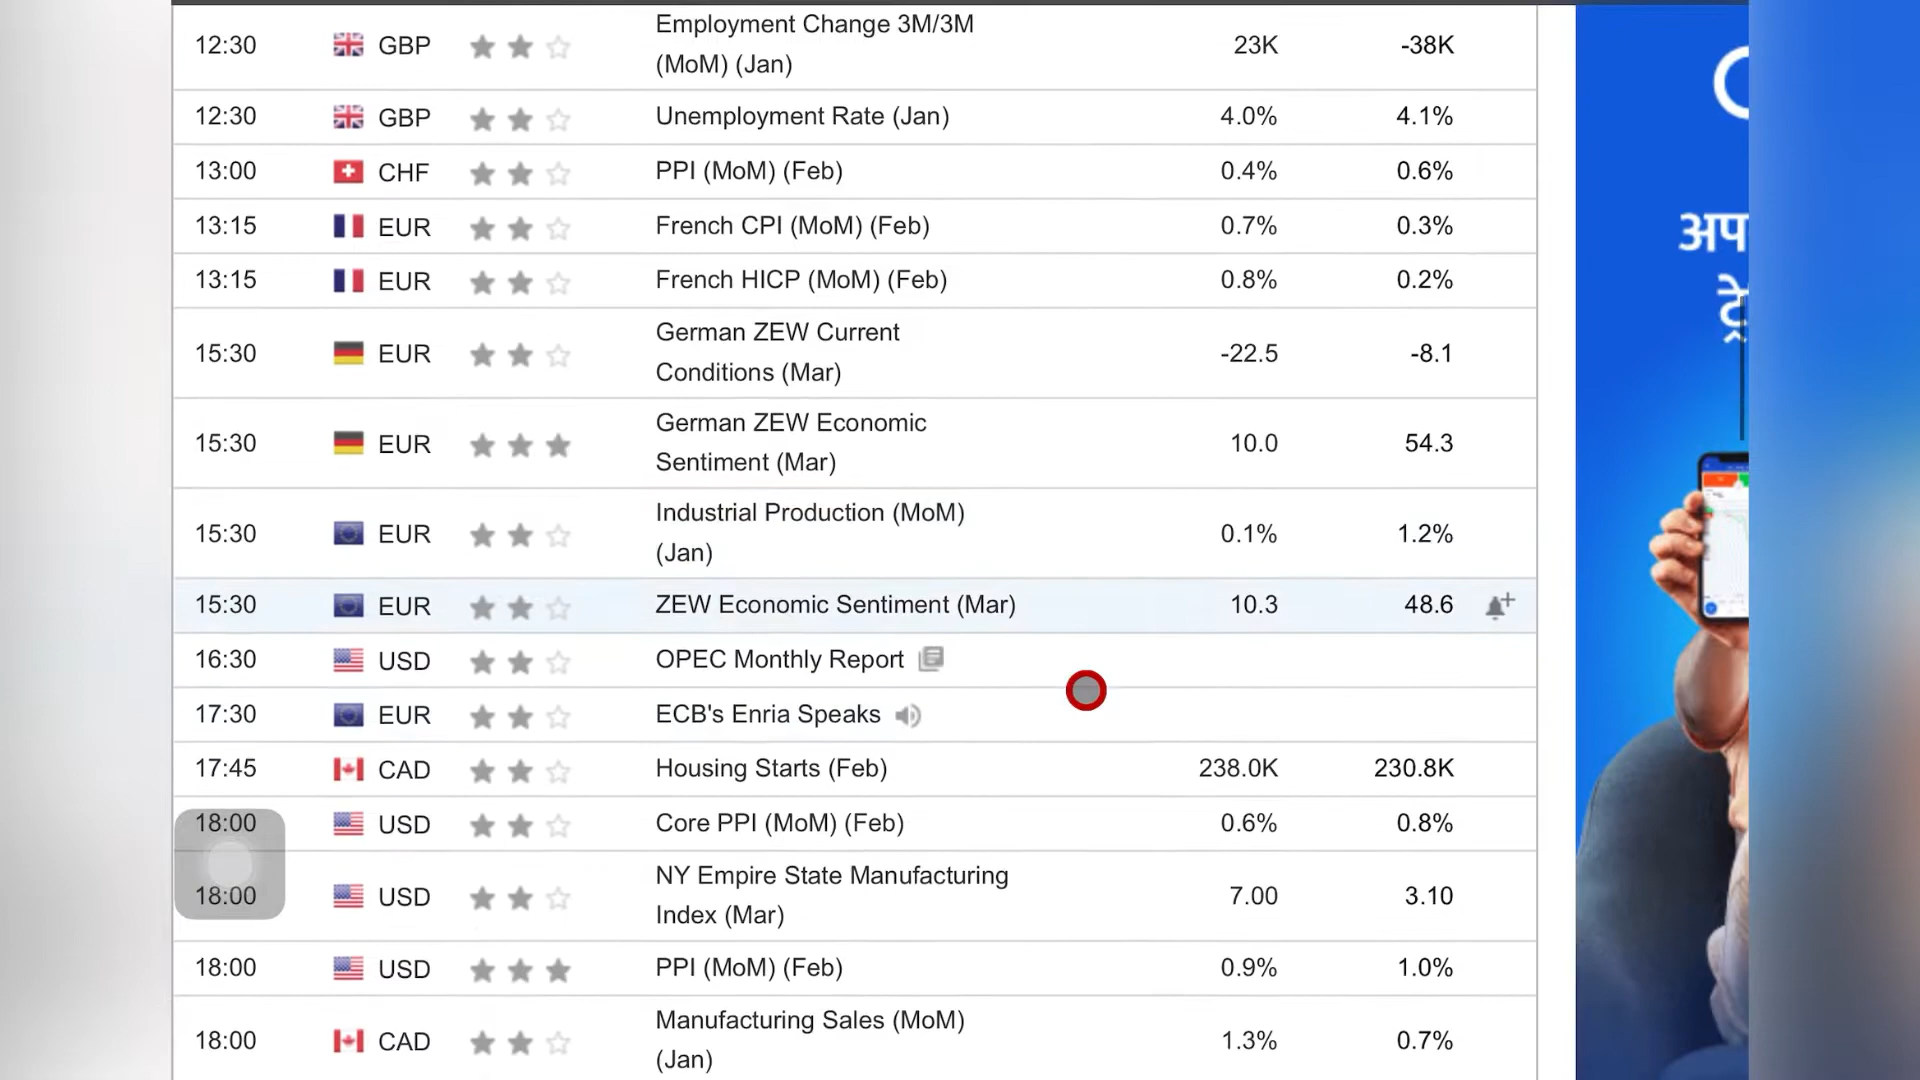 Employment Change 3M/3M
12:30 GBP 23K -38K
(MoM) (Jan)
12:30 GBP Unemployment Rate (Jan) 4.0% 4.1%
13:00 CHF PPI (MoM) (Feb) 0.4% 0.6%
13:15 EUR French CPI (MoM) (Feb) 0.7% 0.3%
13:15 EUR French HICP (MoM) (Feb) 0.8% 0.2%
German ZEW Current
15:30 EUR -22.5 -8.1
Conditions (Mar)
German ZEW Economic
15:30 EUR 10.0 54.3
Sentiment (Mar)
Industrial Production (MoM)
15:30 EUR 0.1% 1.2%
(Jan)
15:30 EUR ZEW Economic Sentiment (Mar) 10.3 48.6
16:30 USD OPEC Monthly Report
17:30 EUR ECB's Enria Speaks
17:45 CAD Housing Starts (Feb) 238.0K 230.8K
18:00 USD Core PPI (MoM) (Feb) 0.6% 0.8%
NY Empire State Manufacturing
18:00 USD 7.00 3.10
Index (Mar)
18:00 USD PPI (MoM) (Feb) 0.9% 1.0%
Manufacturing Sales (MoM)
18:00 CAD 1.3% 0.7%
(Jan)